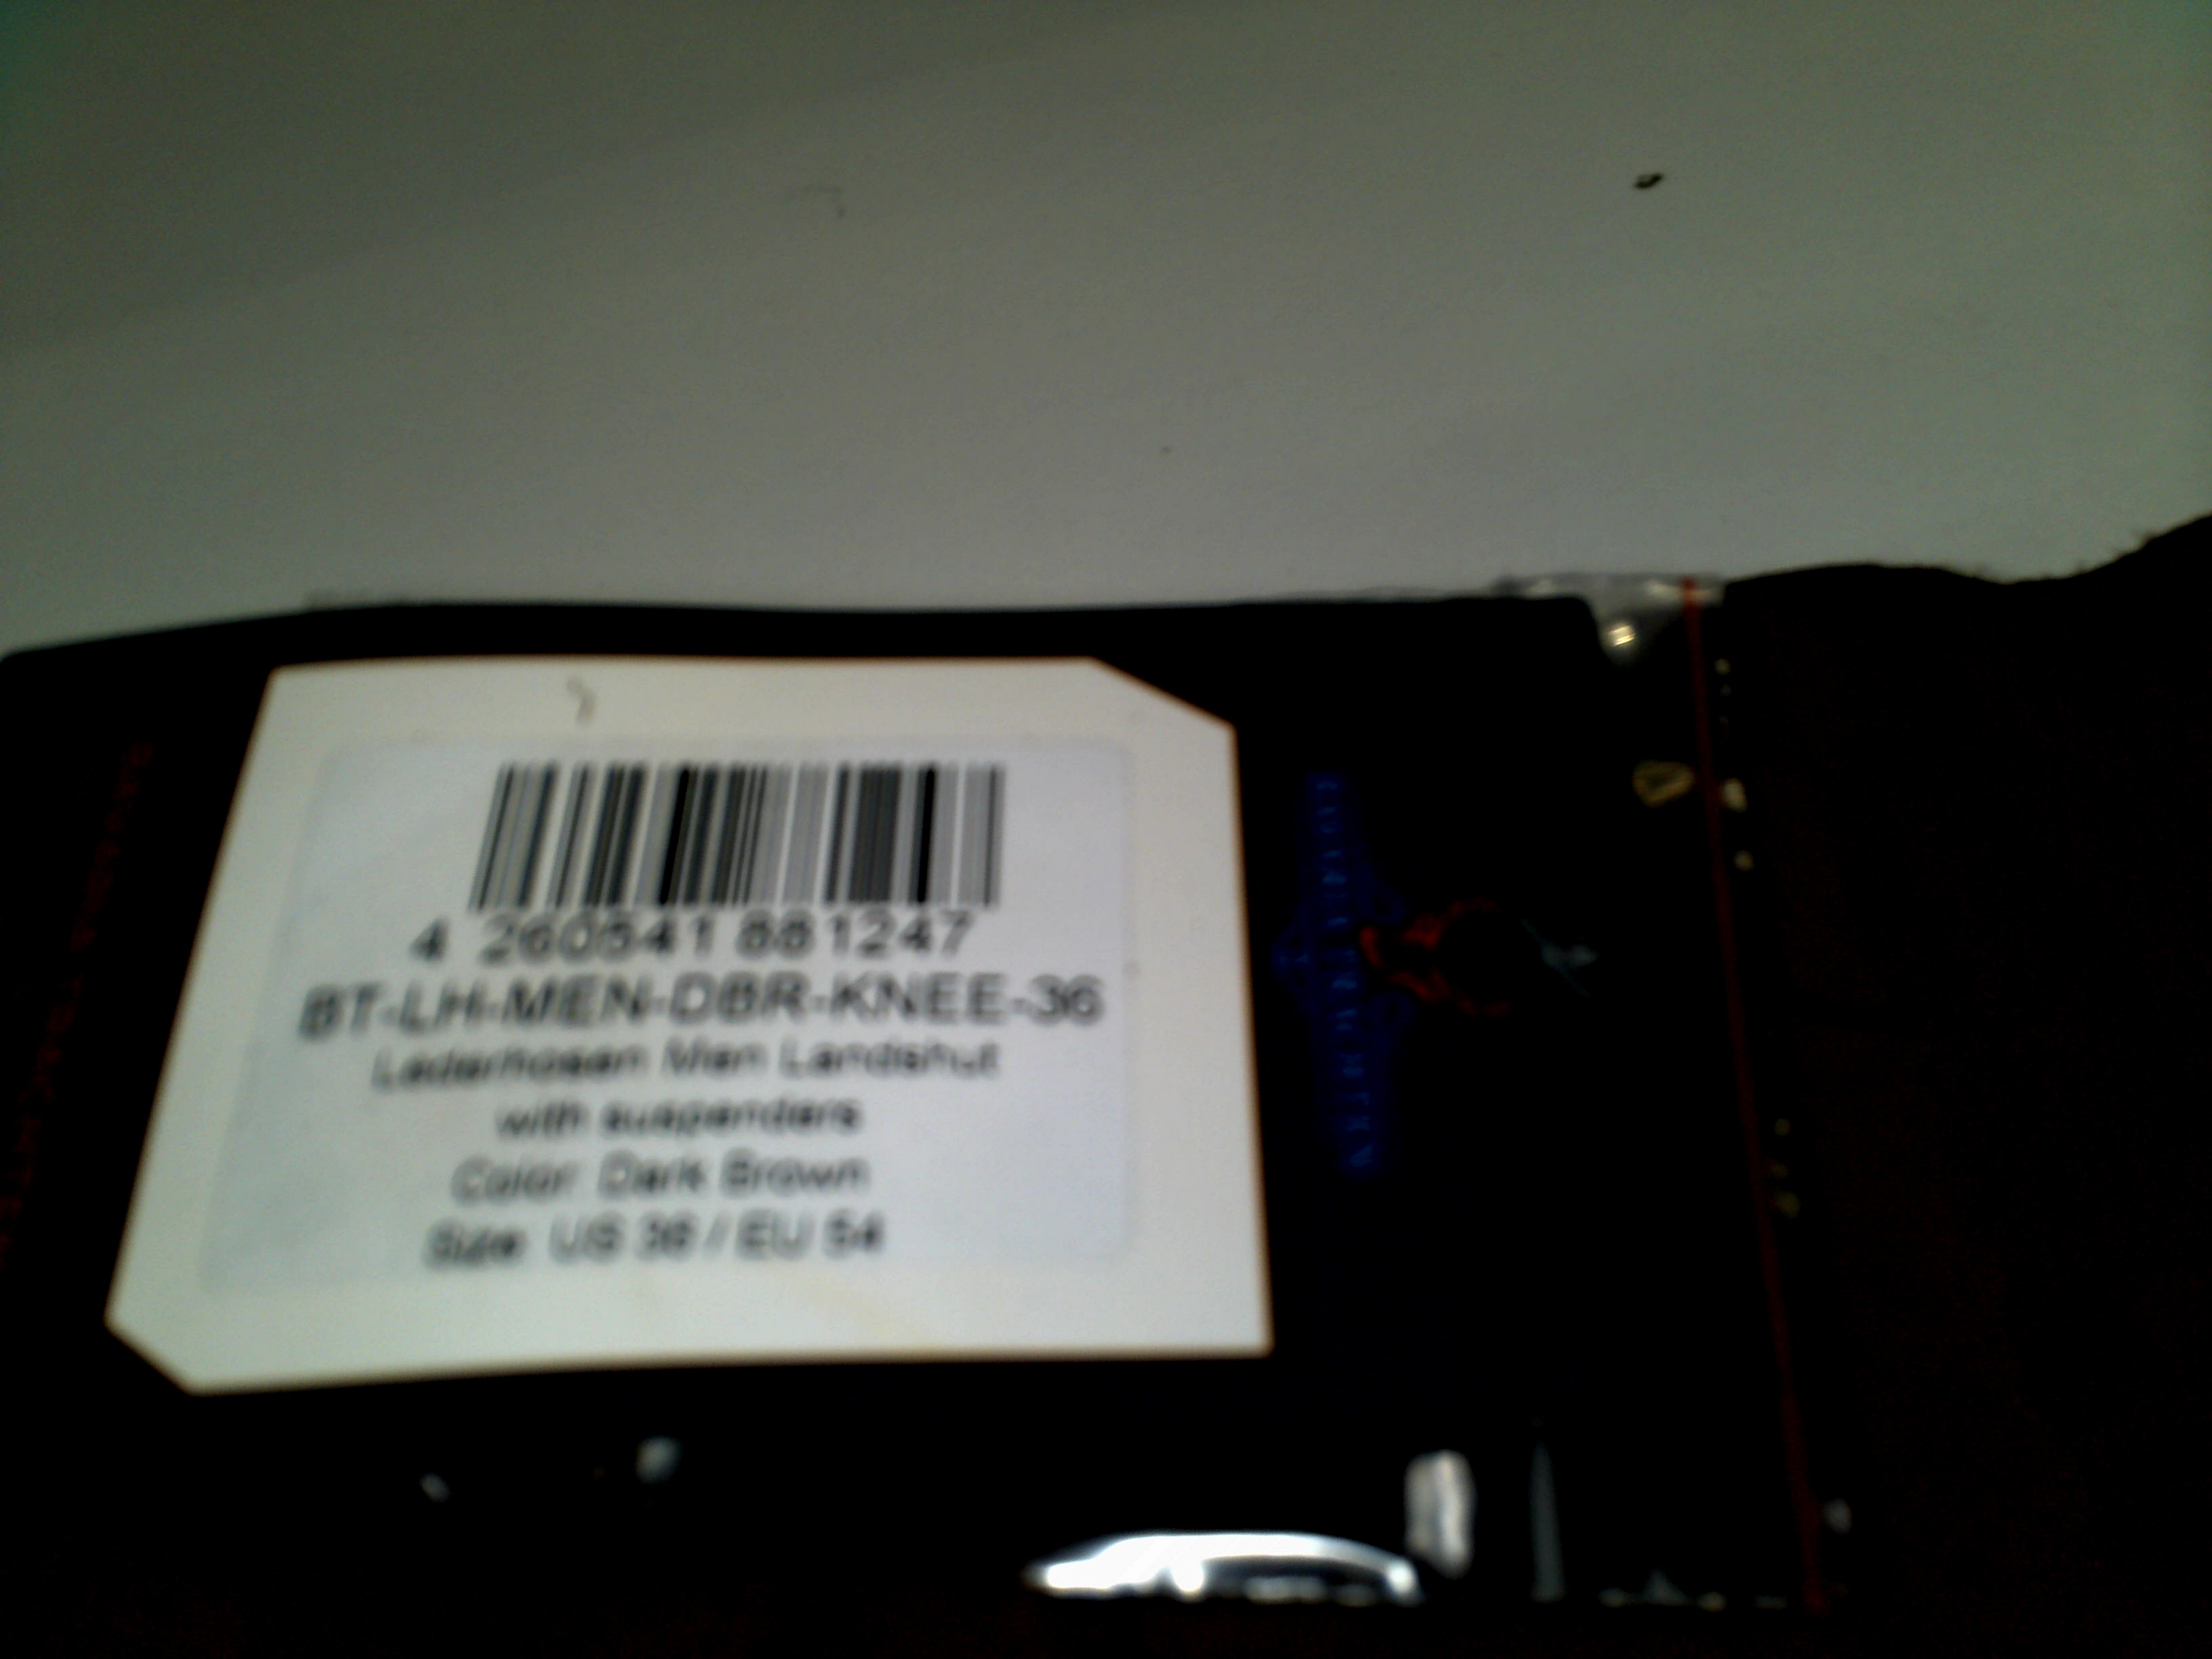 4 260541 881247
BT-LH-MEN-DBR-KNEE-36
Lederhosen Men Landshut
with suspenders
Color: Dark Brown
Size: US 36 / EU 54